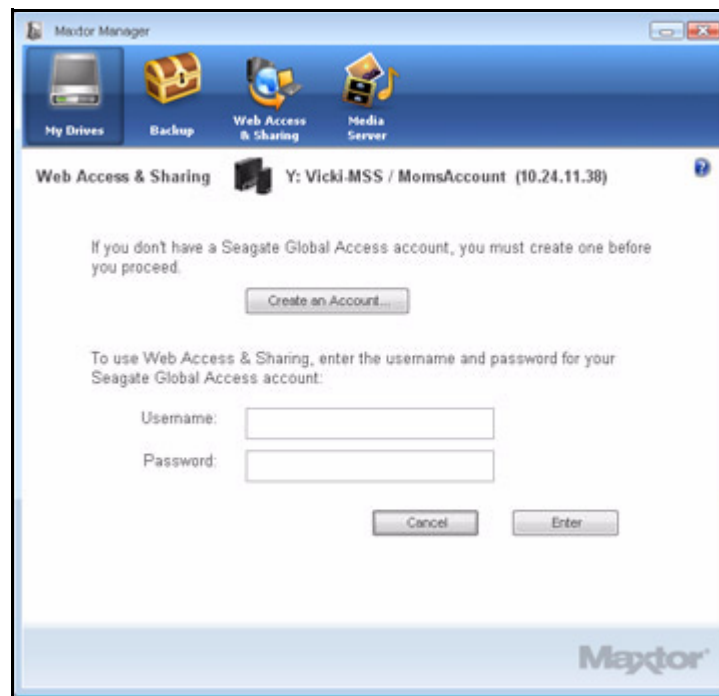 Maxtor Manager
My Drives
Backup
Web Access
& Sharing
Media
Server
Web Access & Sharing
Y: Vicki-MSS / MomsAccount (10.24.11.38)
?
If you don't have a Seagate Global Access account, you must create one before
you proceed.
Create an Account...
To use Web Access & Sharing, enter the username and password for your
Seagate Global Access account:
Username:
Password:
Cancel
Enter
Maxtor